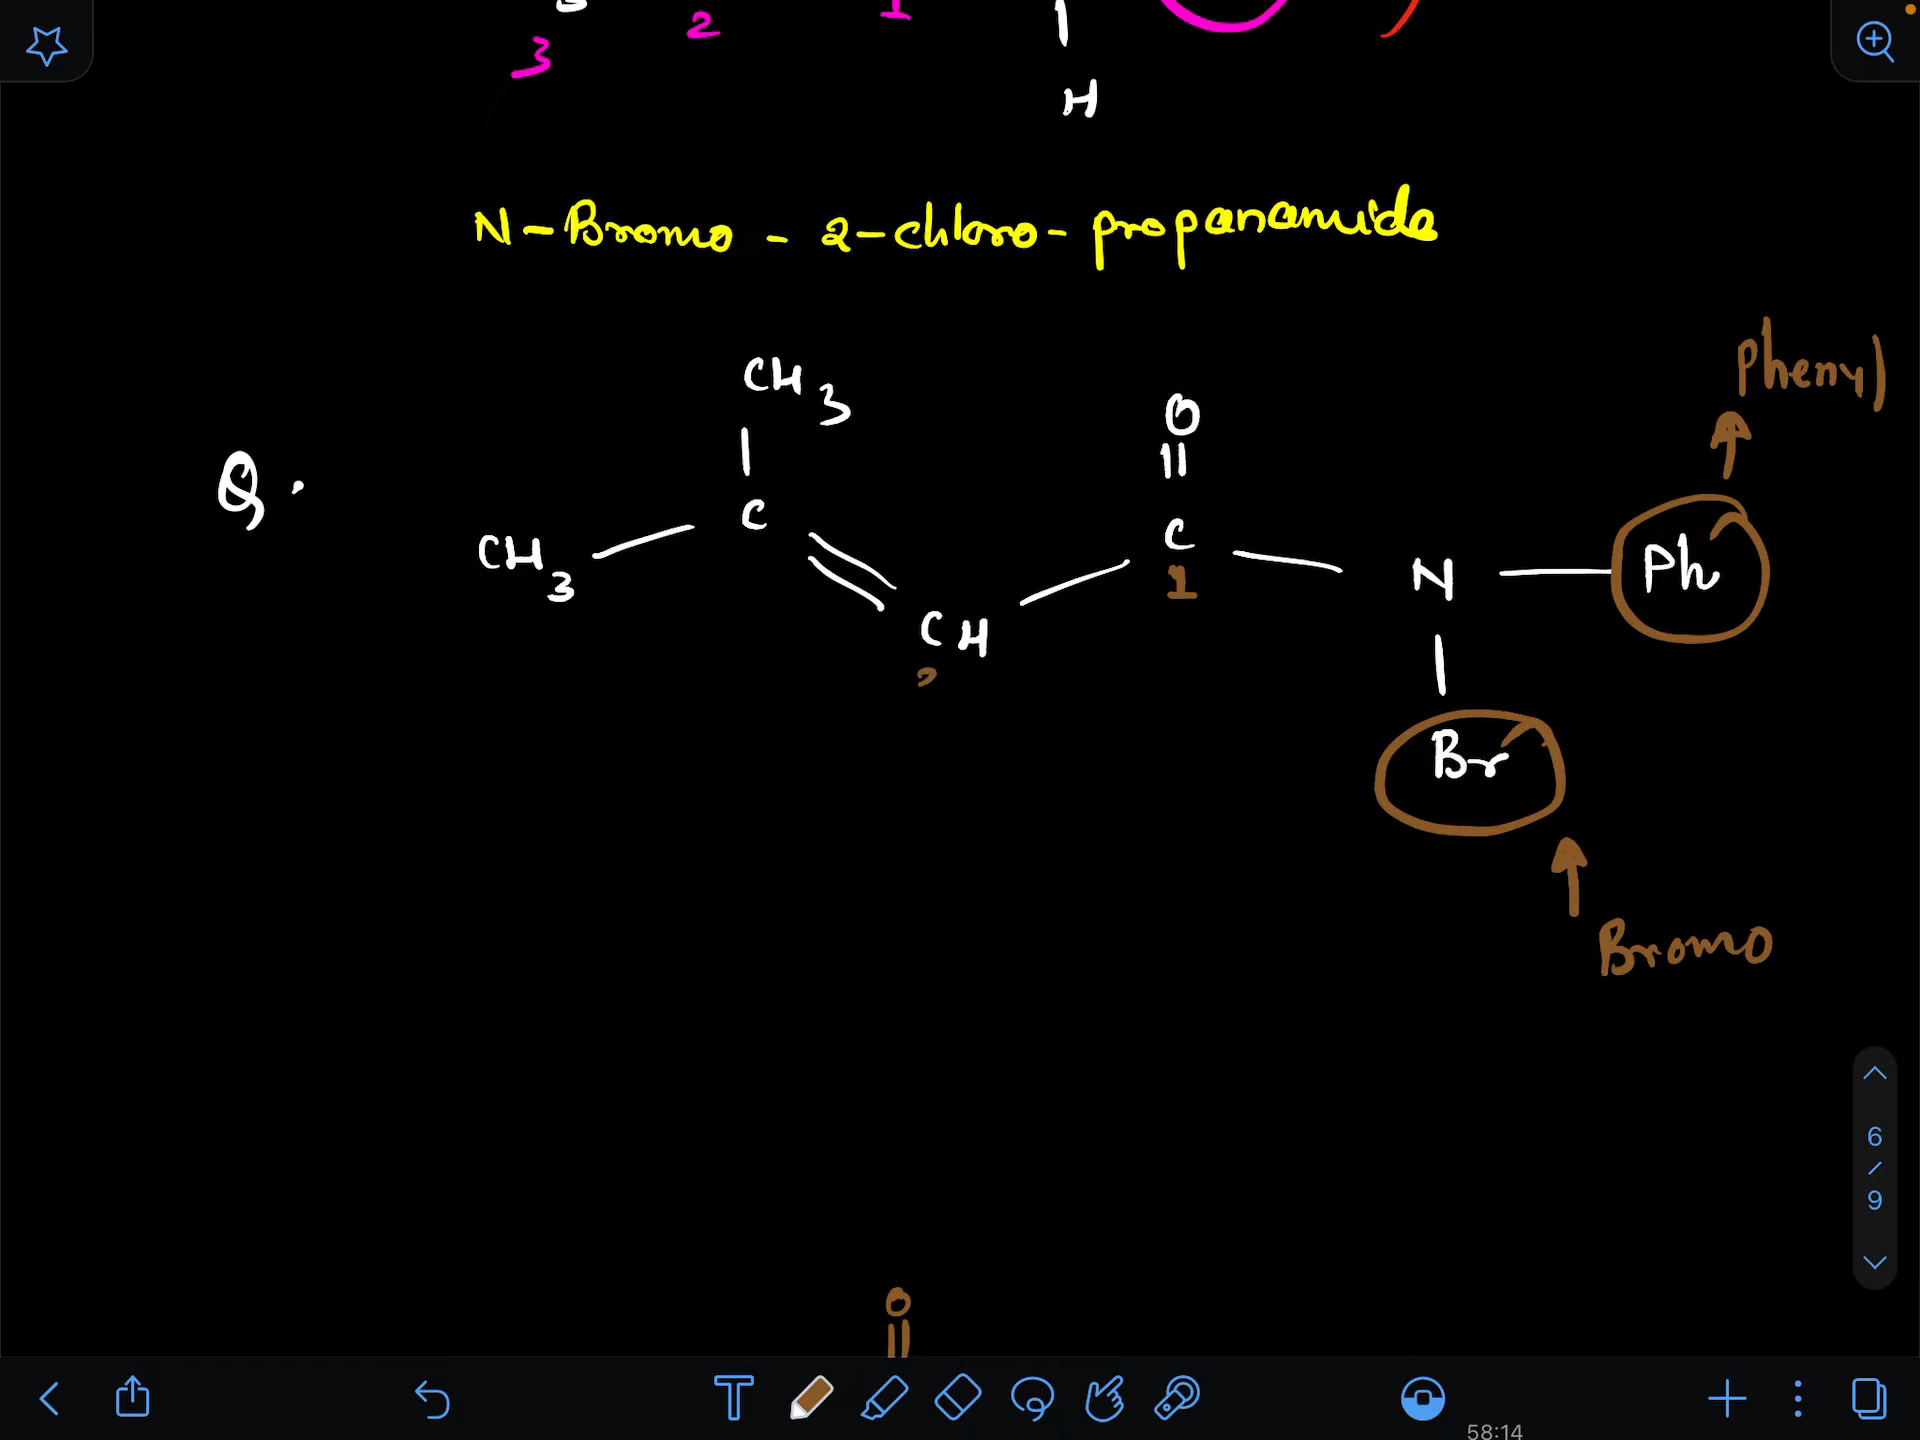 3 2 1
H
N-Bromo - 2-chloro-propanamide
Phenyl
CH3 O
Q. CH3 C C N Ph
1
CH
Br
Bromo
6
/
9
O
T
58:14